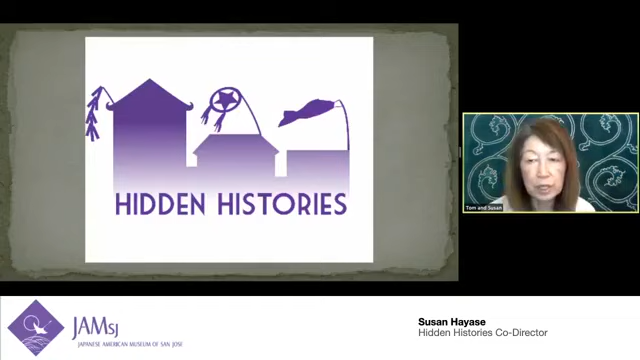 HIDDEN HISTORIES
Tom and Susan
JAMsj
JAPANESE AMERICAN MUSEUM OF SAN JOSE
Susan Hayase
Hidden Histories Co-Director